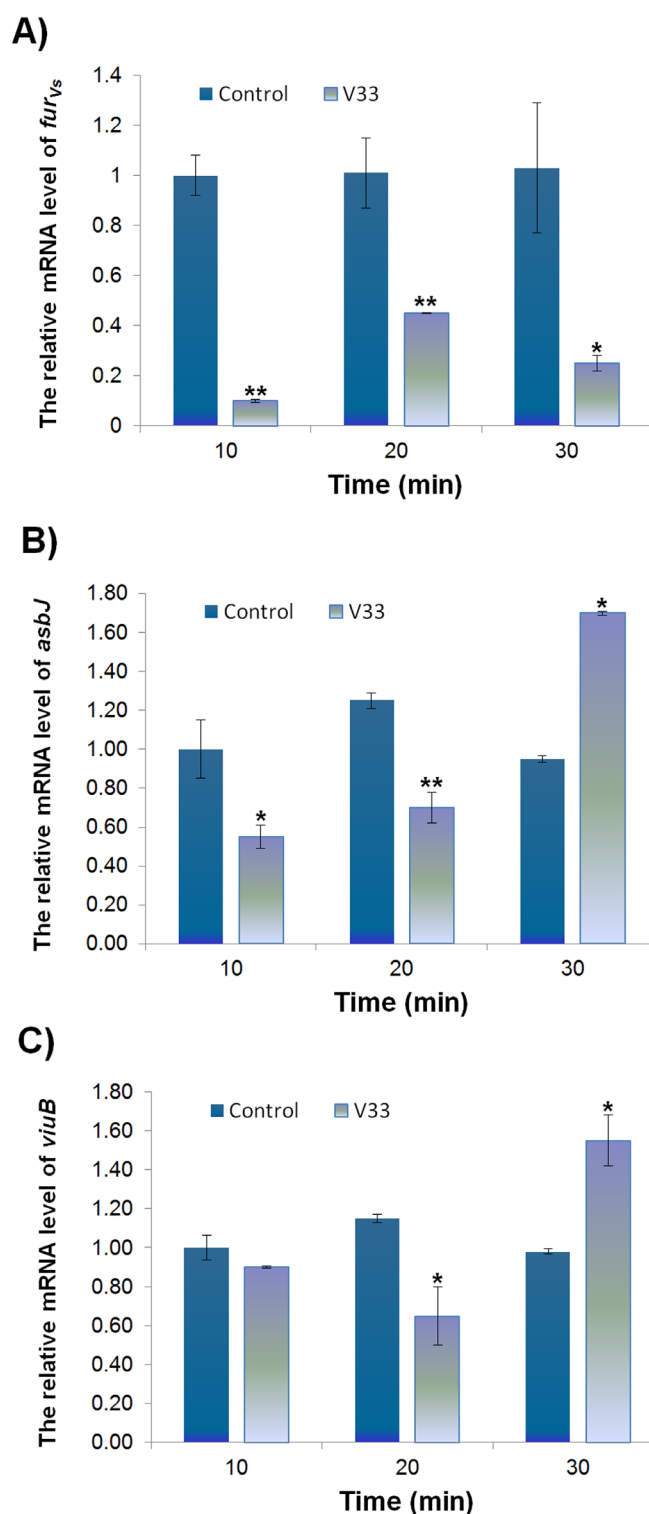 A)
The relative mRNA level of furVs
Control V33
1.4
1.2
1
0.8
0.6
0.4
0.2
0
**
**
*
10 20 30
Time (min)
B)
The relative mRNA level of asbJ
Control V33
1.80
1.60
1.40
1.20
1.00
0.80
0.60
0.40
0.20
0.00
*
**
*
10 20 30
Time (min)
C)
The relative mRNA level of viuB
Control V33
1.80
1.60
1.40
1.20
1.00
0.80
0.60
0.40
0.20
0.00
*
*
10 20 30
Time (min)